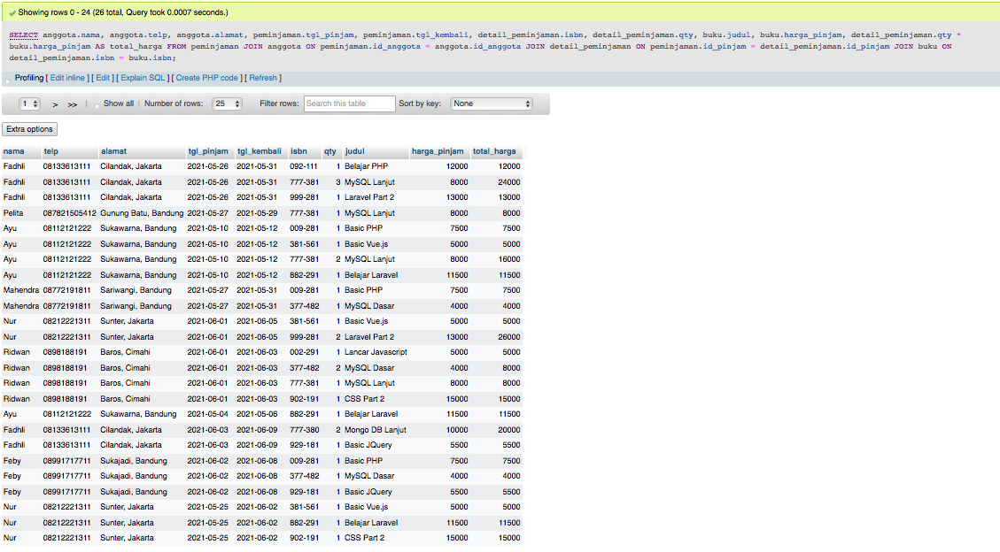 Showing rows 0 - 24 (26 total, Query took 0.0007 seconds.)
SELECT anggota.nama, anggota.telp, anggota.alamat, peminjaman.tgl_pinjam, peminjaman.tgl_kembali, detail_peminjaman.isbn, detail_peminjaman.qty, buku.judul, buku.harga_pinjam, detail_peminjaman.qty *
buku.harga_pinjam AS total_harga FROM peminjaman JOIN anggota ON peminjaman.id_anggota = anggota.id_anggota JOIN detail_peminjaman ON peminjaman.id_pinjam = detail_peminjaman.id_pinjam JOIN buku ON
detail_peminjaman.isbn = buku.isbn;
Profiling [ Edit inline ] [ Edit ] [ Explain SQL ] [ Create PHP code ] [ Refresh ]
1 > >> | Show all | Number of rows: 25 Filter rows: Search this table Sort by key: None
Extra options
nama telp alamat tgl_pinjam tgl_kembali isbn qty judul harga_pinjam total_harga
Fadhli 08133613111 Cilandak, Jakarta 2021-05-26 2021-05-31 092-111 1 Belajar PHP 12000 12000
Fadhli 08133613111 Cilandak, Jakarta 2021-05-26 2021-05-31 777-381 3 MySQL Lanjut 8000 24000
Fadhli 08133613111 Cilandak, Jakarta 2021-05-26 2021-05-31 999-281 1 Laravel Part 2 13000 13000
Pelita 087821505412 Gunung Batu, Bandung 2021-05-27 2021-05-29 777-381 1 MySQL Lanjut 8000 8000
Ayu 08112121222 Sukawarna, Bandung 2021-05-10 2021-05-12 009-281 1 Basic PHP 7500 7500
Ayu 08112121222 Sukawarna, Bandung 2021-05-10 2021-05-12 381-561 1 Basic Vue.js 5000 5000
Ayu 08112121222 Sukawarna, Bandung 2021-05-10 2021-05-12 777-381 2 MySQL Lanjut 8000 16000
Ayu 08112121222 Sukawarna, Bandung 2021-05-10 2021-05-12 882-291 1 Belajar Laravel 11500 11500
Mahendra 08772191811 Sariwangi, Bandung 2021-05-27 2021-05-31 009-281 1 Basic PHP 7500 7500
Mahendra 08772191811 Sariwangi, Bandung 2021-05-27 2021-05-31 377-482 1 MySQL Dasar 4000 4000
Nur 08212221311 Sunter, Jakarta 2021-06-01 2021-06-05 381-561 1 Basic Vue.js 5000 5000
Nur 08212221311 Sunter, Jakarta 2021-06-01 2021-06-05 999-281 2 Laravel Part 2 13000 26000
Ridwan 0898188191 Baros, Cimahi 2021-06-01 2021-06-03 002-291 1 Lancar Javascript 5000 5000
Ridwan 0898188191 Baros, Cimahi 2021-06-01 2021-06-03 377-482 2 MySQL Dasar 4000 8000
Ridwan 0898188191 Baros, Cimahi 2021-06-01 2021-06-03 777-381 1 MySQL Lanjut 8000 8000
Ridwan 0898188191 Baros, Cimahi 2021-06-01 2021-06-03 902-191 1 CSS Part 2 15000 15000
Ayu 08112121222 Sukawarna, Bandung 2021-05-04 2021-05-06 882-291 1 Belajar Laravel 11500 11500
Fadhli 08133613111 Cilandak, Jakarta 2021-06-03 2021-06-09 777-380 2 Mongo DB Lanjut 10000 20000
Fadhli 08133613111 Cilandak, Jakarta 2021-06-03 2021-06-09 929-181 1 Basic JQuery 5500 5500
Feby 08991717711 Sukajadi, Bandung 2021-06-02 2021-06-08 009-281 1 Basic PHP 7500 7500
Feby 08991717711 Sukajadi, Bandung 2021-06-02 2021-06-08 377-482 1 MySQL Dasar 4000 4000
Feby 08991717711 Sukajadi, Bandung 2021-06-02 2021-06-08 929-181 1 Basic JQuery 5500 5500
Nur 08212221311 Sunter, Jakarta 2021-05-25 2021-06-02 381-561 1 Basic Vue.js 5000 5000
Nur 08212221311 Sunter, Jakarta 2021-05-25 2021-06-02 882-291 1 Belajar Laravel 11500 11500
Nur 08212221311 Sunter, Jakarta 2021-05-25 2021-06-02 902-191 1 CSS Part 2 15000 15000